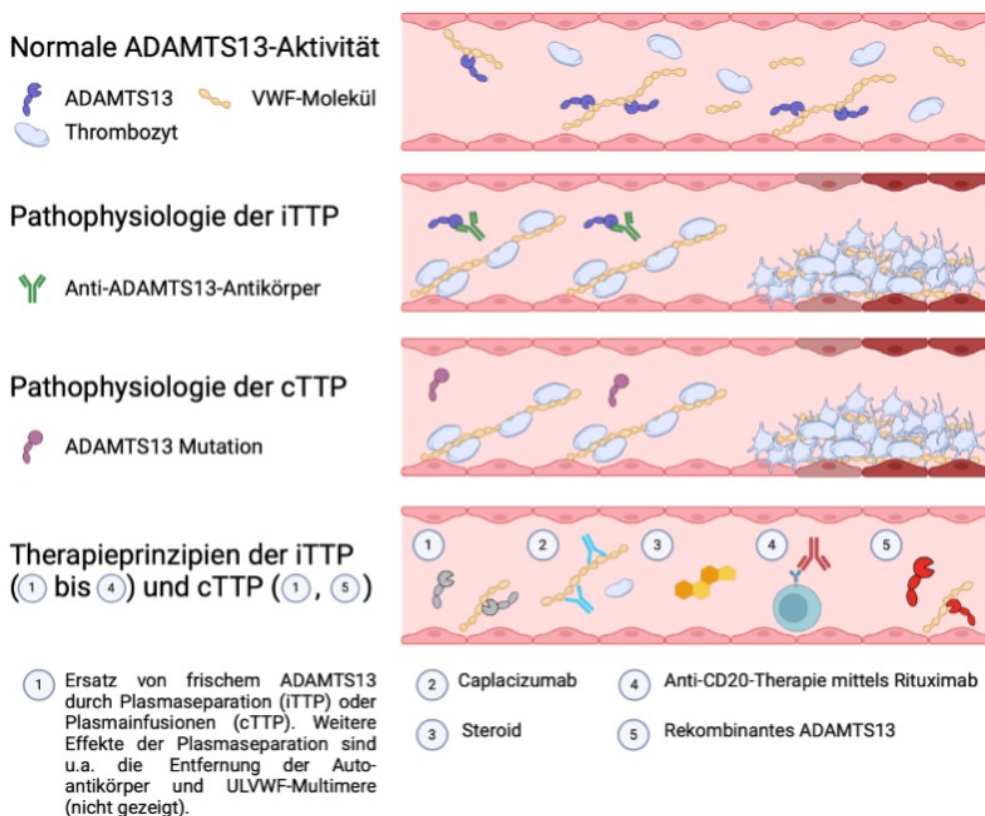 Normale ADAMTS13-Aktivität
ADAMTS13
VWF-Molekül
Thrombozyt
Pathophysiologie der iTTP
Anti-ADAMTS13-Antikörper
Pathophysiologie der cTTP
ADAMTS13 Mutation
Therapieprinzipien der iTTP
(1 bis 4) und cTTP (1, 5)
1
2
3
4
5
1 Ersatz von frischem ADAMTS13
durch Plasmaseparation (iTTP) oder
Plasmainfusionen (cTTP). Weitere
Effekte der Plasmaseparation sind
u.a. die Entfernung der Auto-
antikörper und ULVWF-Multimere
(nicht gezeigt).
2 Caplacizumab
3 Steroid
4 Anti-CD20-Therapie mittels Rituximab
5 Rekombinantes ADAMTS13